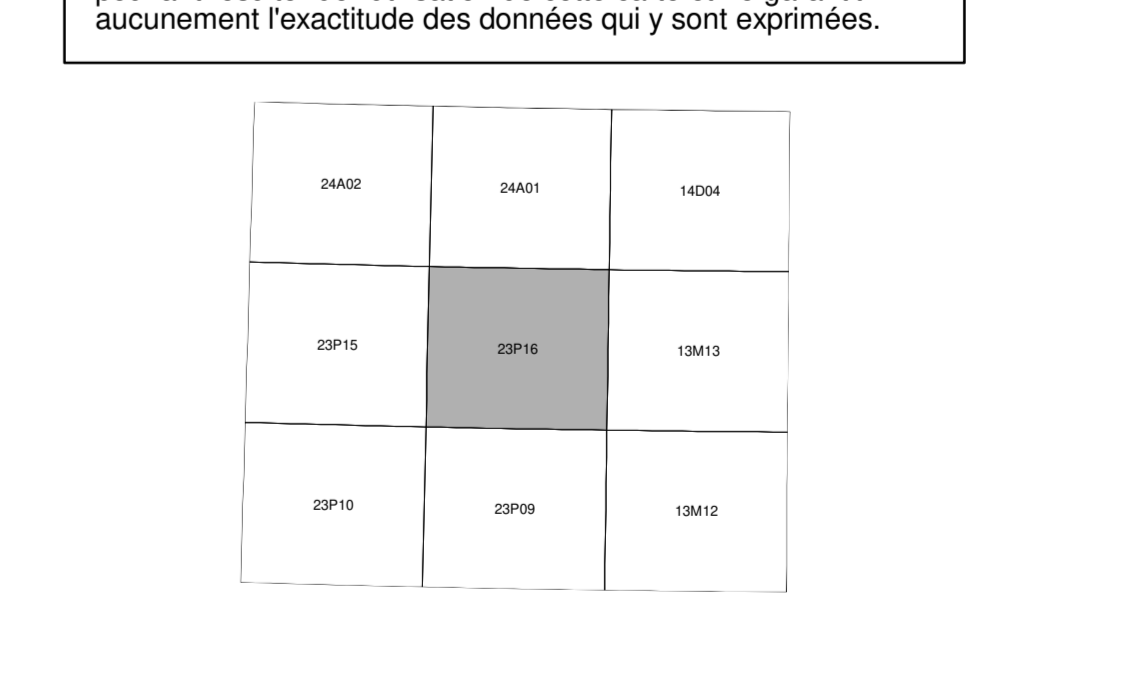 aucunement l'exactitude des données qui y sont exprimées.
24A02 24A01 14D04
23P15 23P16 13M13
23P10 23P09 13M12